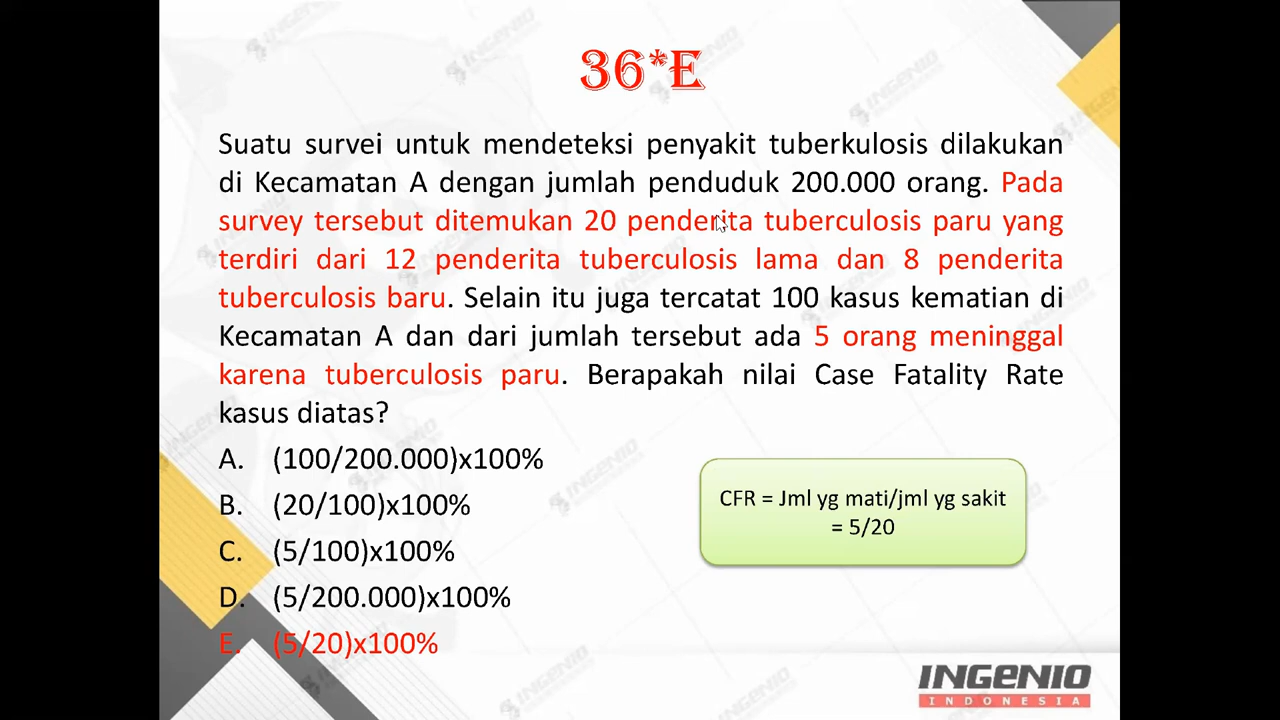 36*E
Suatu survei untuk mendeteksi penyakit tuberkulosis dilakukan
di Kecamatan A dengan jumlah penduduk 200.000 orang. Pada
survey tersebut ditemukan 20 penderita tuberculosis paru yang
terdiri dari 12 penderita tuberculosis lama dan 8 penderita
tuberculosis baru. Selain itu juga tercatat 100 kasus kematian di
Kecamatan A dan dari jumlah tersebut ada 5 orang meninggal
karena tuberculosis paru. Berapakah nilai Case Fatality Rate
kasus diatas?
A. (100/200.000)x100%
B. (20/100)x100%
C. (5/100)x100%
D. (5/200.000)x100%
E. (5/20)x100%
CFR = Jml yg mati/jml yg sakit
= 5/20
INGENIO
INDONESIA